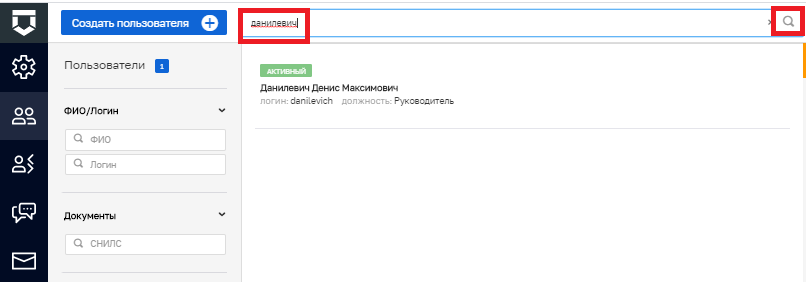 Создать пользователя
данилевич
Пользователи 1
ФИО/Логин
ФИО
Логин
Документы
СНИЛС
АКТИВНЫЙ
Данилевич Денис Максимович
логин: danilevich должность: Руководитель